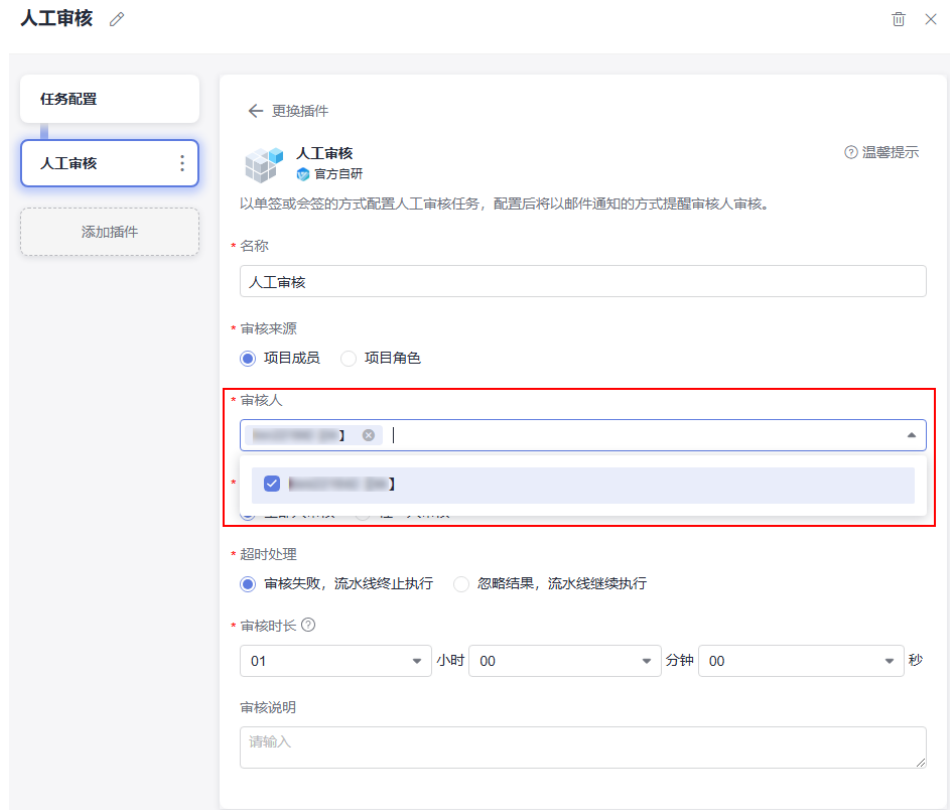 人工审核
任务配置
人工审核
添加插件
更换插件
人工审核
官方自研
温馨提示
以单签或会签的方式配置人工审核任务，配置后将以邮件通知的方式提醒审核人审核。
* 名称
人工审核
* 审核来源
项目成员 项目角色
* 审核人
】
】
*
* 超时处理
审核失败，流水线终止执行 忽略结果，流水线继续执行
* 审核时长
01 小时 00 分钟 00 秒
审核说明
请输入